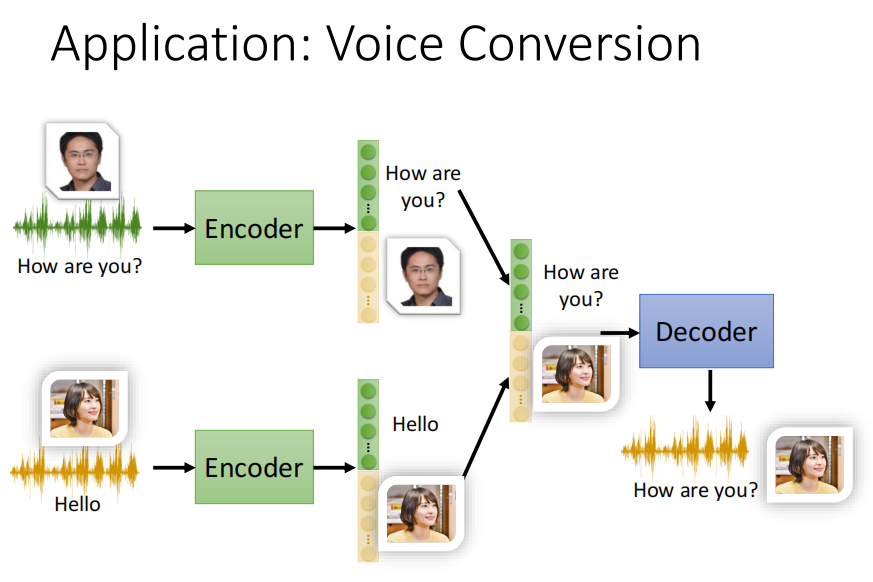 Application: Voice Conversion
How are you?
Encoder
How are
you?
Hello
Encoder
Hello
How are
you?
Decoder
How are you?